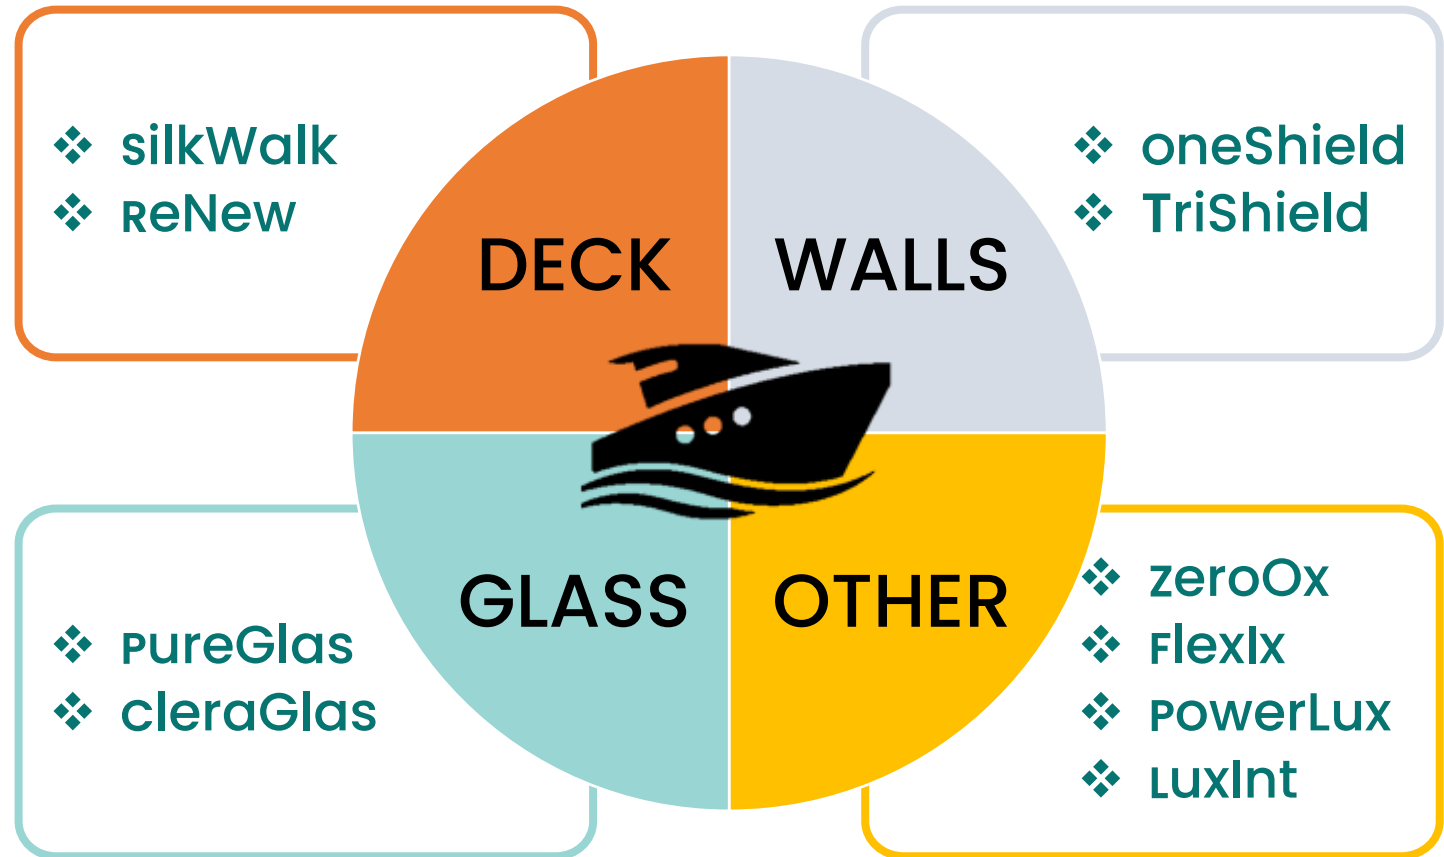 ❖ silkWalk
❖ ReNew
❖ oneShield
❖ TriShield
DECK
WALLS
GLASS
OTHER
❖ PureGlas
❖ cleraGlas
❖ zeroOx
❖ FlexIx
❖ PowerLux
❖ LuxInt